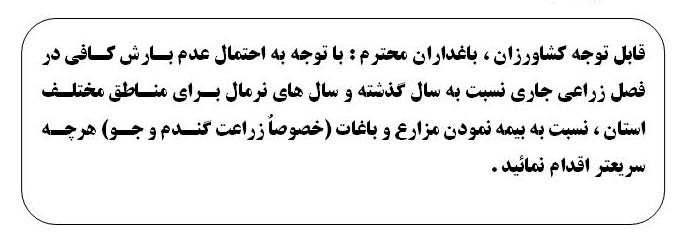 قابل توجه کشاورزان ، باغداران محترم : با توجه به احتمال عدم بارش کافی در
فصل زراعی جاری نسبت به سال گذشته و سال های نرمال برای مناطق مختلف
استان ، نسبت به بیمه نمودن مزارع و باغات (خصوصاً زراعت گندم و جو) هرچه
سریعتر اقدام نمائید .